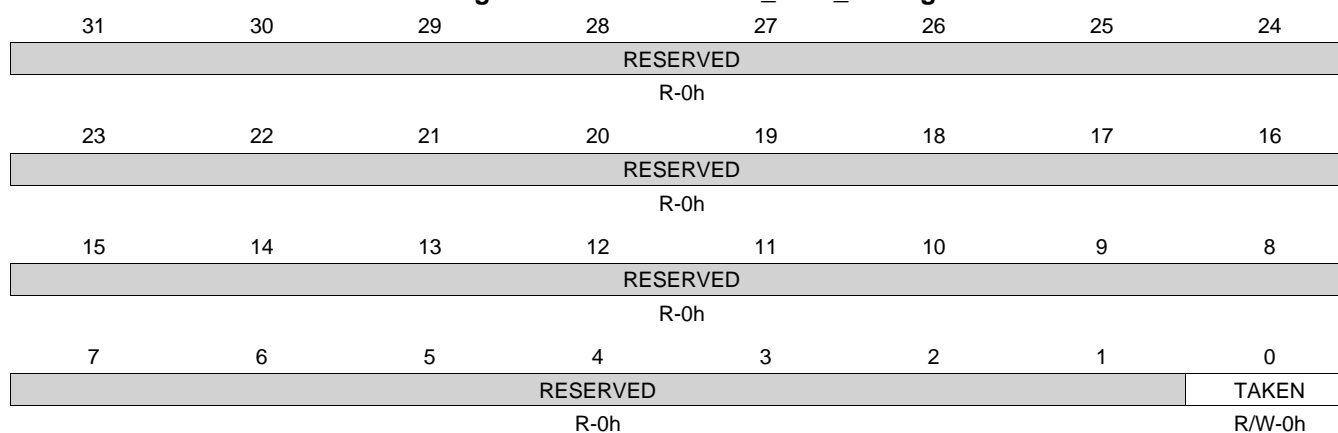 31 30 29 28 27 26 25 24
RESERVED
R-0h
23 22 21 20 19 18 17 16
RESERVED
R-0h
15 14 13 12 11 10 9 8
RESERVED
R-0h
7 6 5 4 3 2 1 0
RESERVED TAKEN
R-0h R/W-0h